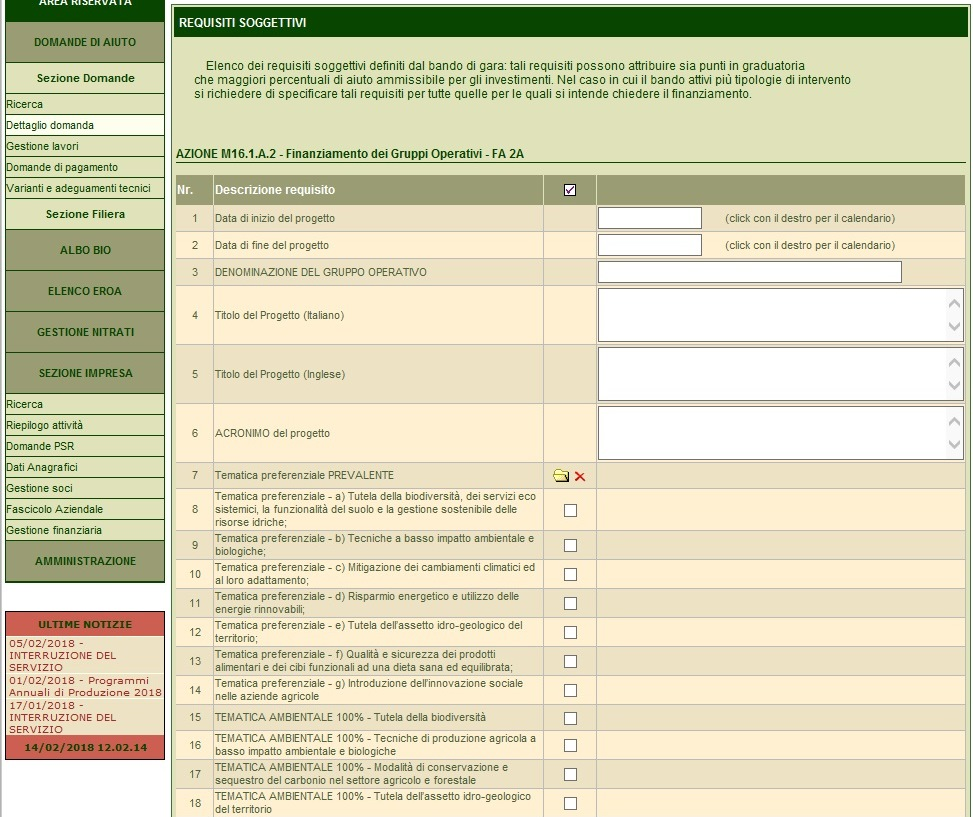 AREA RISERVATA
DOMANDE DI AIUTO
Sezione Domande
Ricerca
Dettaglio domanda
Gestione lavori
Domande di pagamento
Varianti e adeguamenti tecnici
Sezione Filiera
ALBO BIO
ELENCO EROA
GESTIONE NITRATI
SEZIONE IMPRESA
Ricerca
Riepilogo attività
Domande PSR
Dati Anagrafici
Gestione soci
Fascicolo Aziendale
Gestione finanziaria
AMMINISTRAZIONE
ULTIME NOTIZIE
05/02/2018 -
INTERRUZIONE DEL
SERVIZIO
01/02/2018 - Programmi
Annuali di Produzione 2018
17/01/2018 -
INTERRUZIONE DEL
SERVIZIO
14/02/2018 12.02.14
REQUISITI SOGGETTIVI
Elenco dei requisiti soggettivi definiti dal bando di gara: tali requisiti possono attribuire sia punti in graduatoria
che maggiori percentuali di aiuto ammissibile per gli investimenti. Nel caso in cui il bando attivi più tipologie di intervento
si richiedere di specificare tali requisiti per tutte quelle per le quali si intende chiedere il finanziamento.
AZIONE M16.1.A.2 - Finanziamento dei Gruppi Operativi - FA 2A
Nr. Descrizione requisito
1 Data di inizio del progetto (click con il destro per il calendario)
2 Data di fine del progetto (click con il destro per il calendario)
3 DENOMINAZIONE DEL GRUPPO OPERATIVO
4 Titolo del Progetto (Italiano)
5 Titolo del Progetto (Inglese)
6 ACRONIMO del progetto
7 Tematica preferenziale PREVALENTE
8 Tematica preferenziale - a) Tutela della biodiversità, dei servizi eco
sistemici, la funzionalità del suolo e la gestione sostenibile delle
risorse idriche;
9 Tematica preferenziale - b) Tecniche a basso impatto ambientale e
biologiche;
10 Tematica preferenziale - c) Mitigazione dei cambiamenti climatici ed
al loro adattamento;
11 Tematica preferenziale - d) Risparmio energetico e utilizzo delle
energie rinnovabili;
12 Tematica preferenziale - e) Tutela dell'assetto idro-geologico del
territorio;
13 Tematica preferenziale - f) Qualità e sicurezza dei prodotti
alimentari e dei cibi funzionali ad una dieta sana ed equilibrata;
14 Tematica preferenziale - g) Introduzione dell'innovazione sociale
nelle aziende agricole
15 TEMATICA AMBIENTALE 100% - Tutela della biodiversità
16 TEMATICA AMBIENTALE 100% - Tecniche di produzione agricola a
basso impatto ambientale e biologiche
17 TEMATICA AMBIENTALE 100% - Modalità di conservazione e
sequestro del carbonio nel settore agricolo e forestale
18 TEMATICA AMBIENTALE 100% - Tutela dell'assetto idro-geologico
del territorio